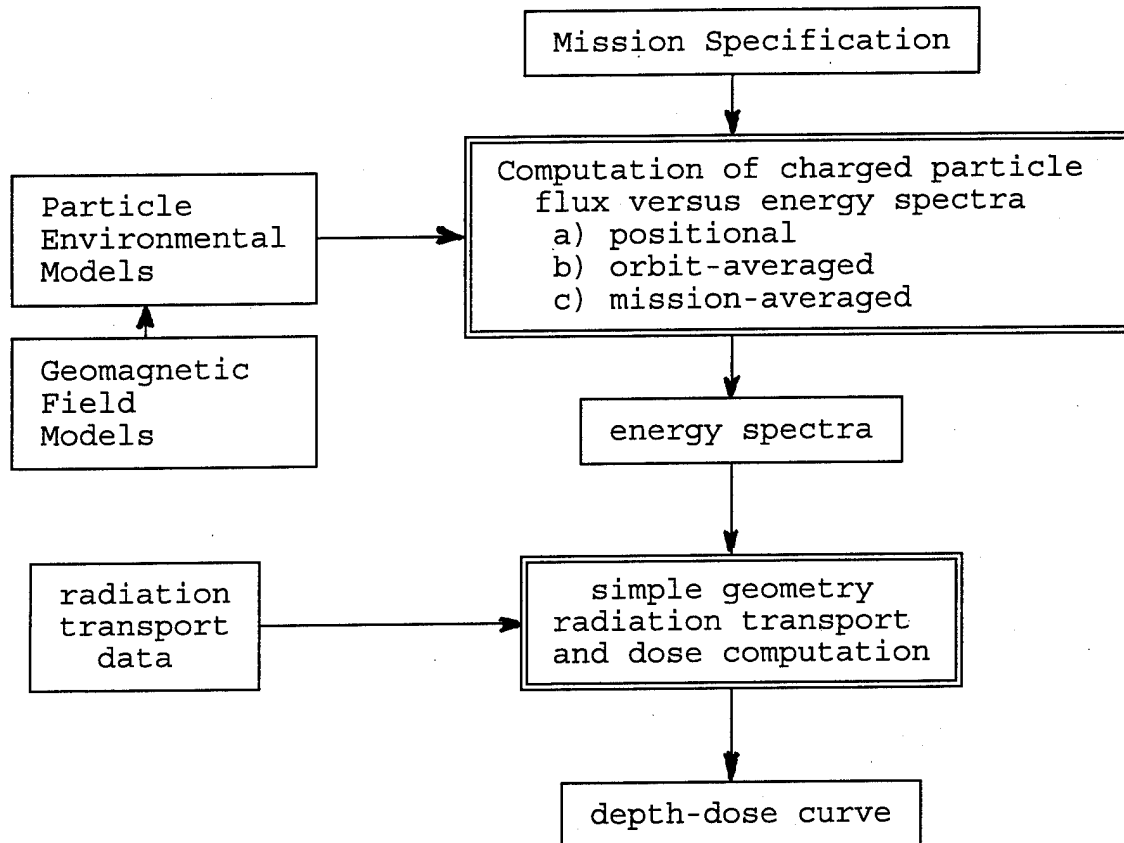 Mission Specification
Computation of charged particle
flux versus energy spectra
a) positional
b) orbit-averaged
c) mission-averaged
Particle
Environmental
Models
Geomagnetic
Field
Models
energy spectra
radiation
transport
data
simple geometry
radiation transport
and dose computation
depth-dose curve